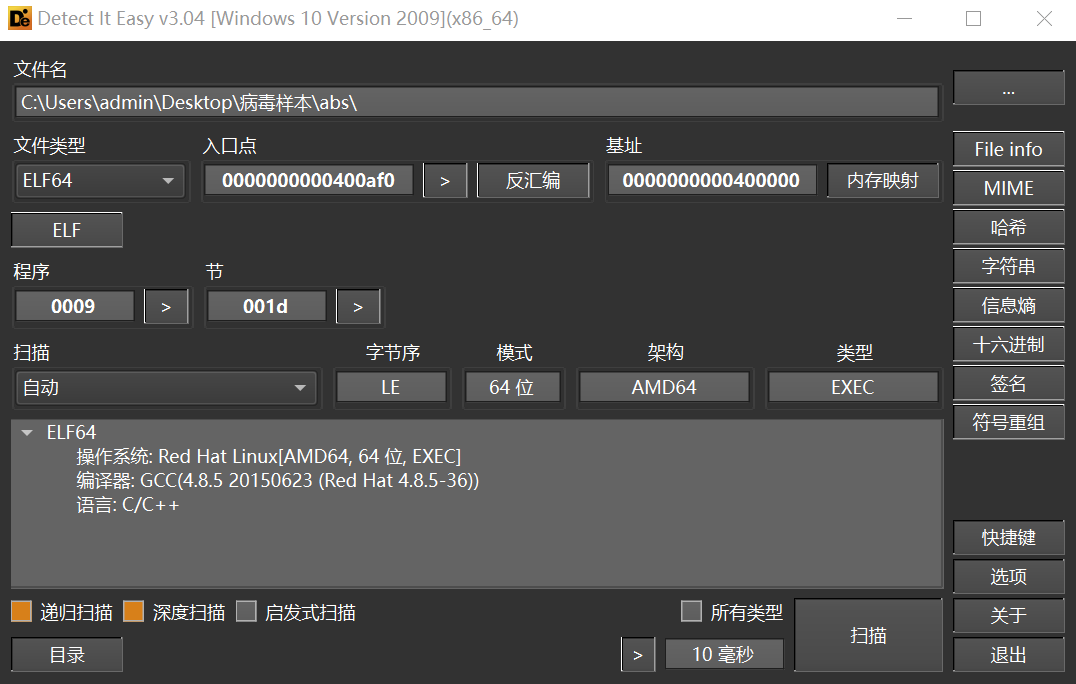 Detect It Easy v3.04 [Windows 10 Version 2009](x86_64)
文件名
C:\Users\admin\Desktop\病毒样本\abs\
...
文件类型 入口点 基址
ELF64 0000000000400af0 > 反汇编 0000000000400000 内存映射
File info
MIME
哈希
字符串
信息熵
十六进制
签名
符号重组
ELF
程序 节
0009 > 001d >
扫描 字节序 模式 架构 类型
自动 LE 64 位 AMD64 EXEC
ELF64
操作系统: Red Hat Linux[AMD64, 64 位, EXEC]
编译器: GCC(4.8.5 20150623 (Red Hat 4.8.5-36))
语言: C/C++
快捷键
选项
关于
退出
递归扫描 深度扫描 启发式扫描 所有类型
扫描
目录 > 10 毫秒